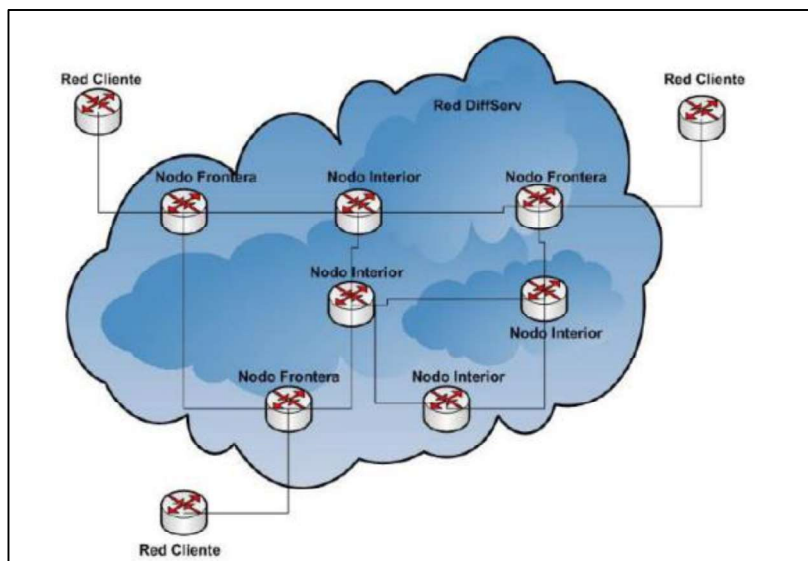 Red Cliente
Red Cliente
Red DiffServ
Nodo Frontera
Nodo Interior
Nodo Frontera
Nodo Interior
Nodo Interior
Nodo Frontera
Nodo Interior
Red Cliente